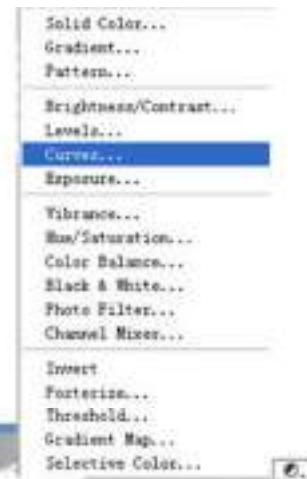 Solid Color...
Gradient...
Pattern...
Brightness/Contrast...
Levels...
Curves...
Exposure...
Vibrance...
Hue/Saturation...
Color Balance...
Black & White...
Photo Filter...
Channel Mixer...
Invert
Posterize...
Threshold...
Gradient Map...
Selective Color...